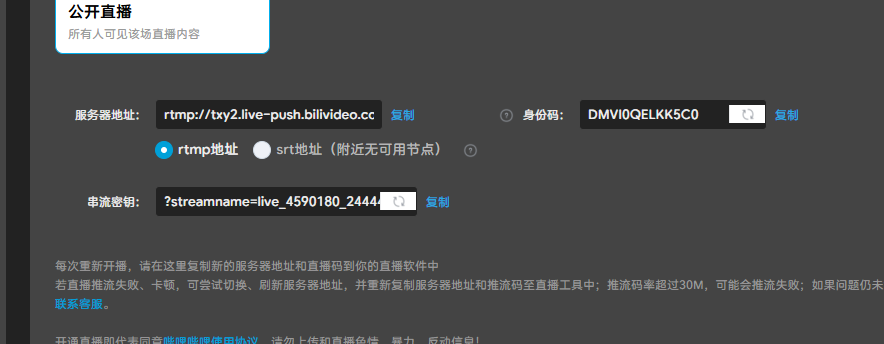 公开直播
所有人可见该场直播内容
服务器地址： rtmp://txy2.live-push.bilivideo.cc 复制 ? 身份码： DMVI0QELKK5C0 复制
rtmp地址 srt地址（附近无可用节点） ?
串流密钥： ?streamname=live_4590180_24444 复制
每次重新开播，请在这里复制新的服务器地址和直播码到你的直播软件中
若直播推流失败、卡顿，可尝试切换、刷新服务器地址，并重新复制服务器地址和推流码至直播工具中；推流码率超过30M，可能会推流失败；如果问题仍未
联系客服。
开通直播即代表同意哔哩哔哩使用协议，请勿上传和直播色情、暴力、反动信息！